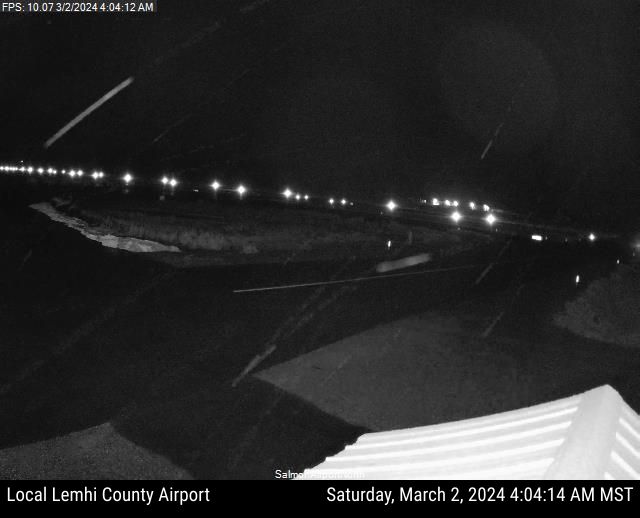 FPS: 10.07 3/2/2024 4:04:12 AM
Local Lemhi County Airport
Saturday, March 2, 2024 4:04:14 AM MST